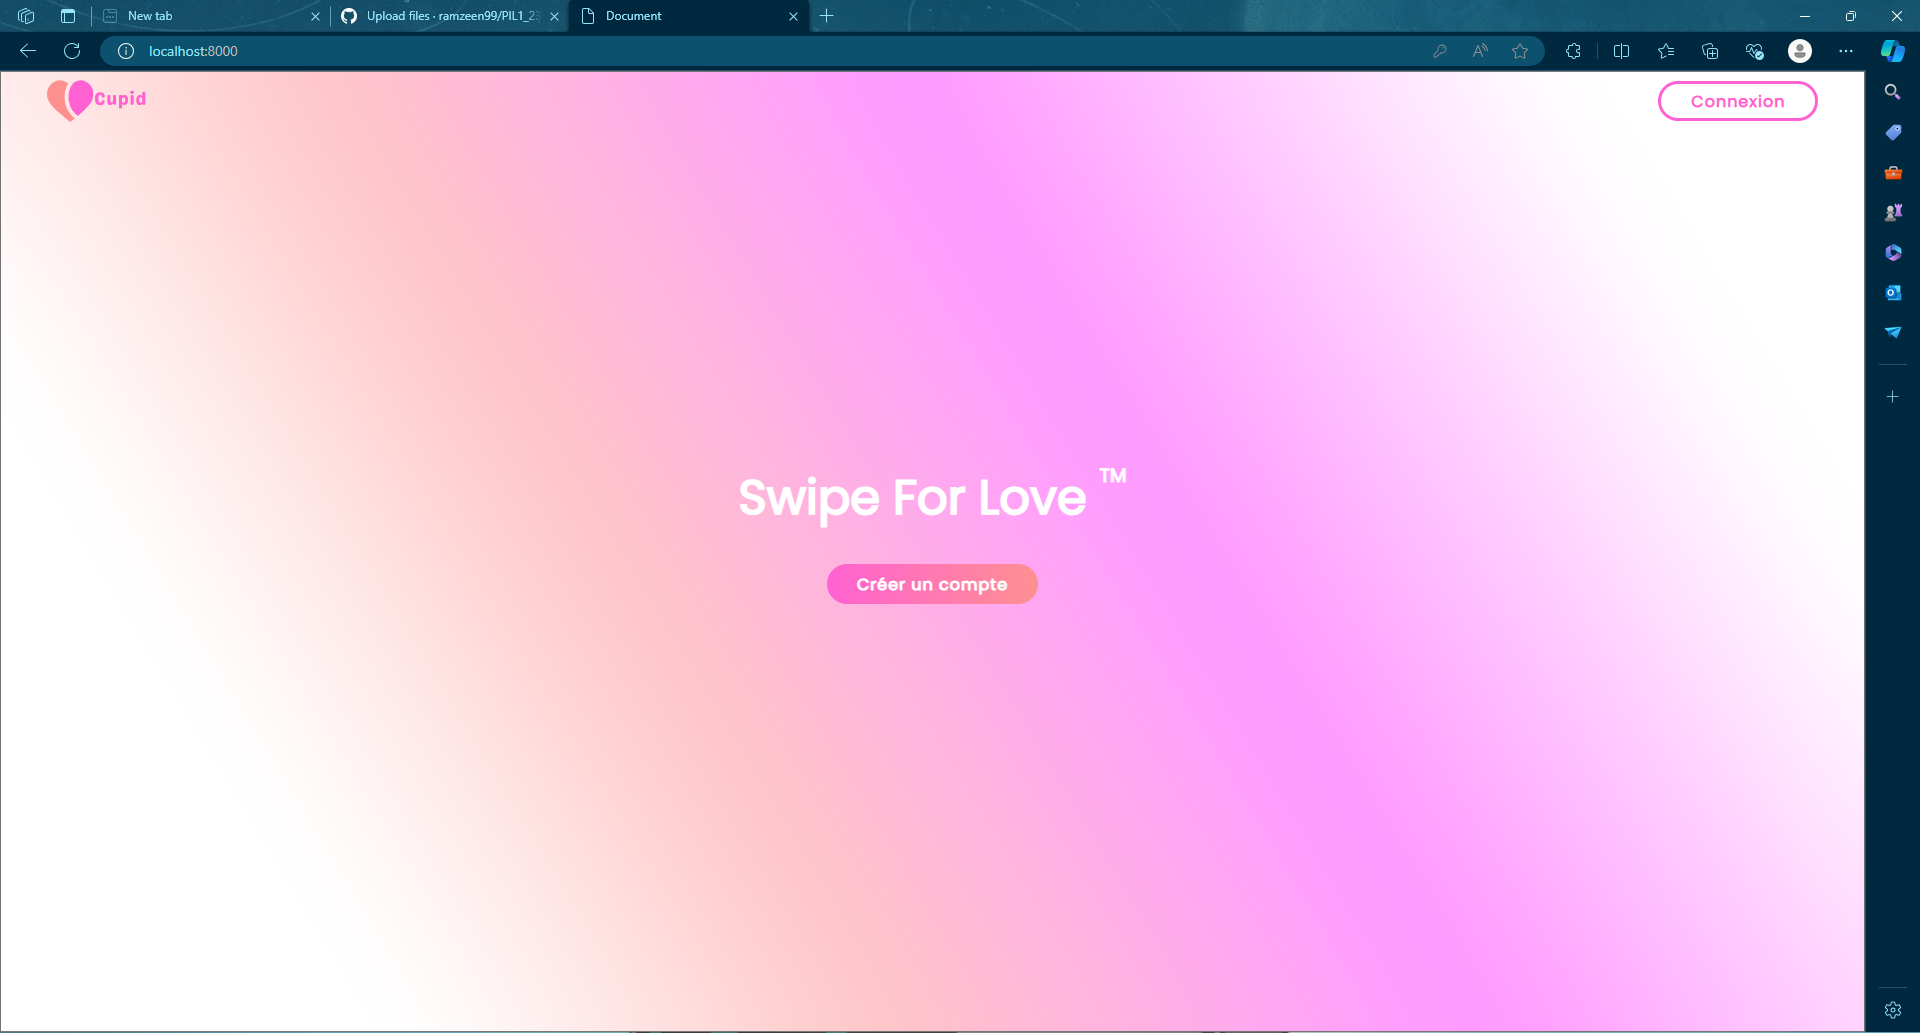 New tab
Upload files · ramzeen99/PIL1_23
Document
localhost:8000
Cupid
Connexion
Swipe For Love TM
Créer un compte